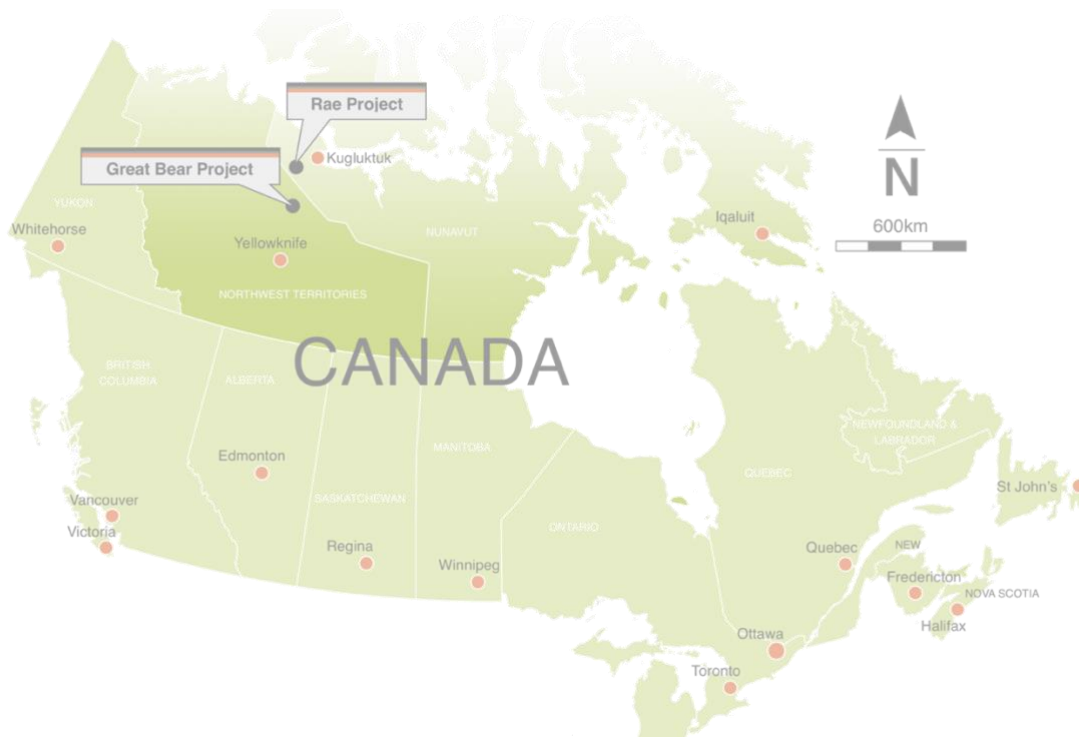 Rae Project
Kugluktuk
Great Bear Project
YUKON
Whitehorse
Yellowknife
NUNAVUT
Iqaluit
N
600km
NORTHWEST TERRITORIES
CANADA
BRITISH
COLUMBIA
ALBERTA
MANITOBA
NEWFOUNDLAND &
LABRADOR
Edmonton
SASKATCHEWAN
QUEBEC
St John's
Vancouver
Victoria
ONTARIO
Regina
Winnipeg
Quebec
NEW
Fredericton
NOVA SCOTIA
Halifax
Ottawa
Toronto